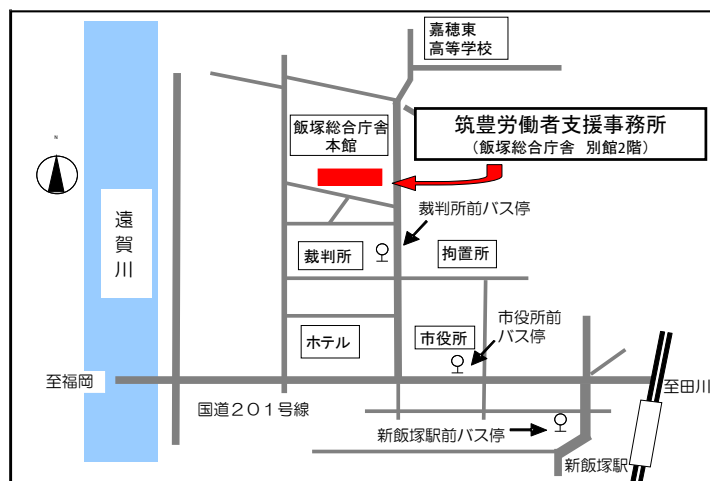 嘉穂東
高等学校
筑豊労働者支援事務所
（飯塚総合庁舎 別館2階）
飯塚総合庁舎
本館
N
裁判所前バス停
遠
賀
川
裁判所
拘置所
市役所前
バス停
ホテル
市役所
至福岡
至田川
国道２０１号線
新飯塚駅前バス停
新飯塚駅